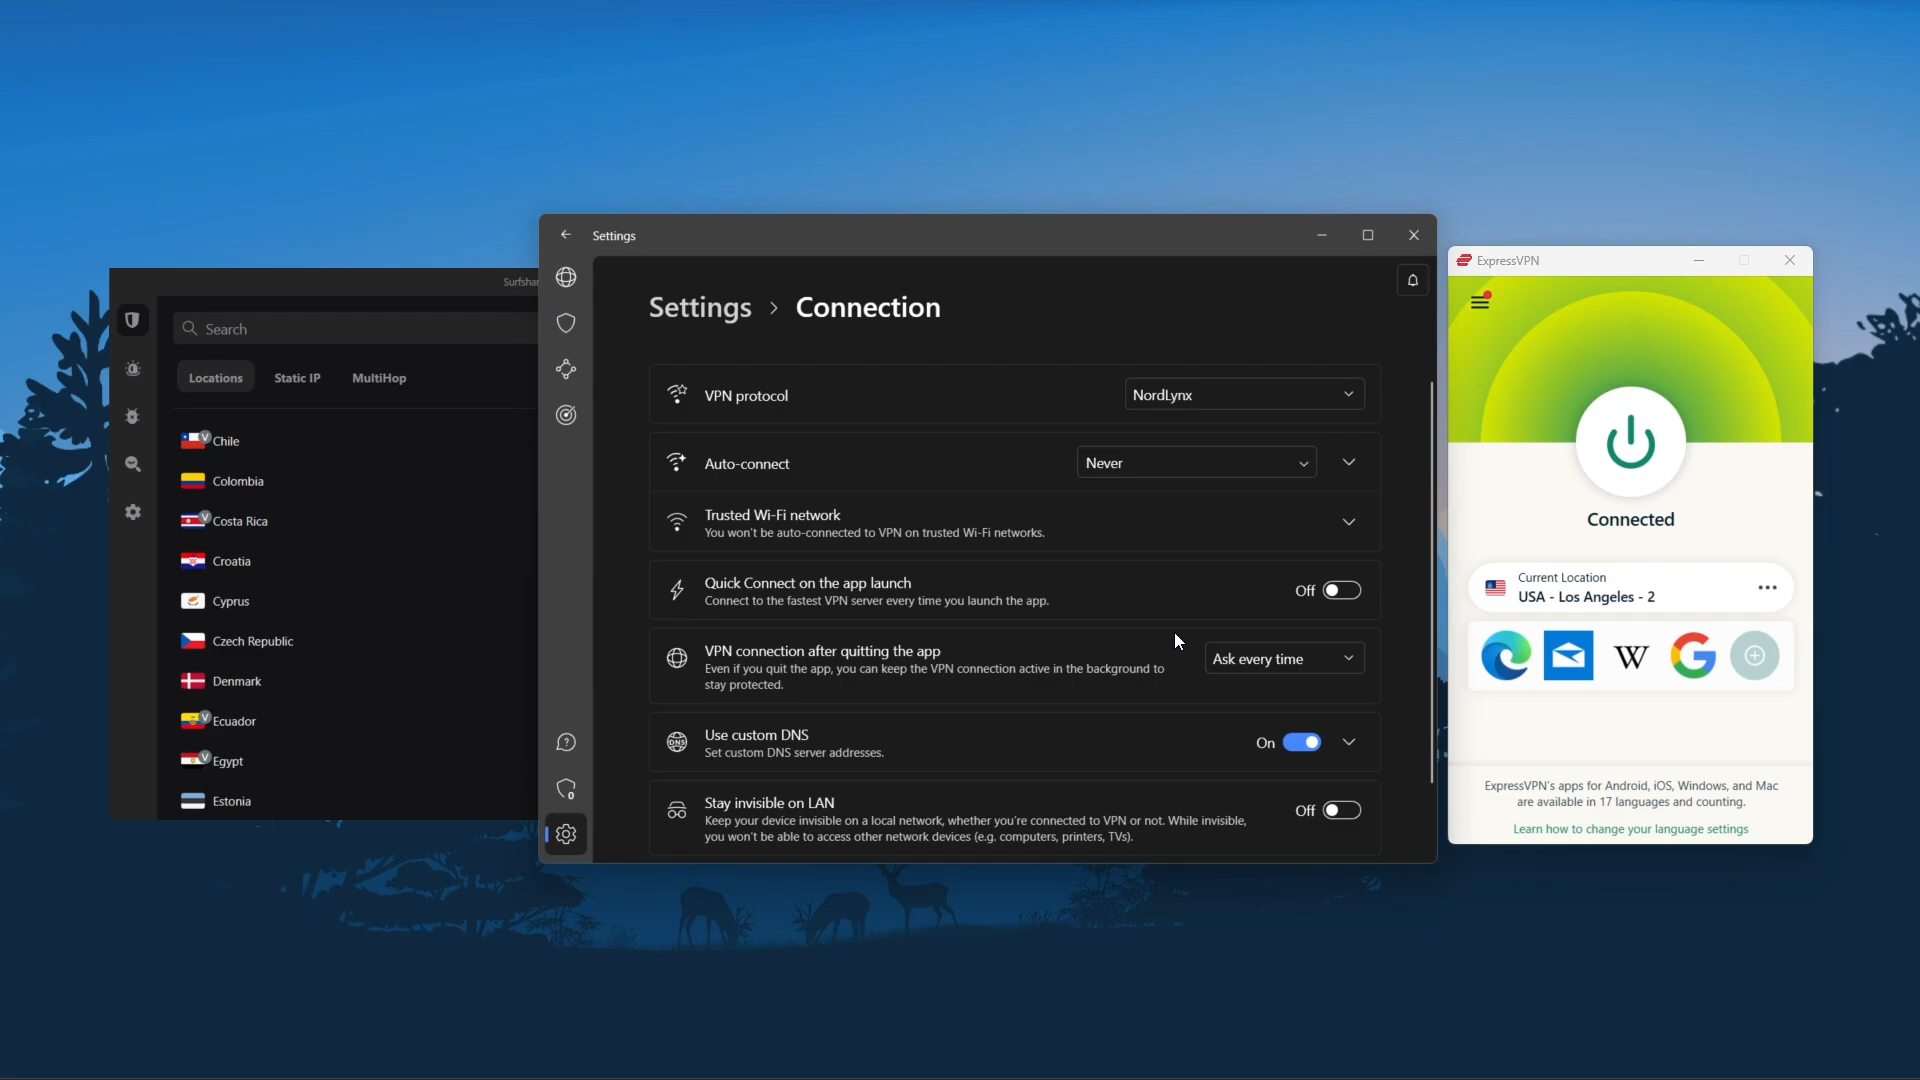 Surfshar
Search
Locations
Static IP
MultiHop
V Chile
Colombia
V Costa Rica
Croatia
Cyprus
Czech Republic
Denmark
V Ecuador
V Egypt
Estonia
Settings
Settings > Connection
VPN protocol
NordLynx
Auto-connect
Never
Trusted Wi-Fi network
You won't be auto-connected to VPN on trusted Wi-Fi networks.
Quick Connect on the app launch
Connect to the fastest VPN server every time you launch the app.
Off
VPN connection after quitting the app
Even if you quit the app, you can keep the VPN connection active in the background to
stay protected.
Ask every time
DNS
Use custom DNS
Set custom DNS server addresses.
On
Stay invisible on LAN
Keep your device invisible on a local network, whether you're connected to VPN or not. While invisible,
you won't be able to access other network devices (e.g. computers, printers, TVs).
Off
0
ExpressVPN
Connected
Current Location
USA - Los Angeles - 2
W
G
ExpressVPN's apps for Android, iOS, Windows, and Mac
are available in 17 languages and counting.
Learn how to change your language settings